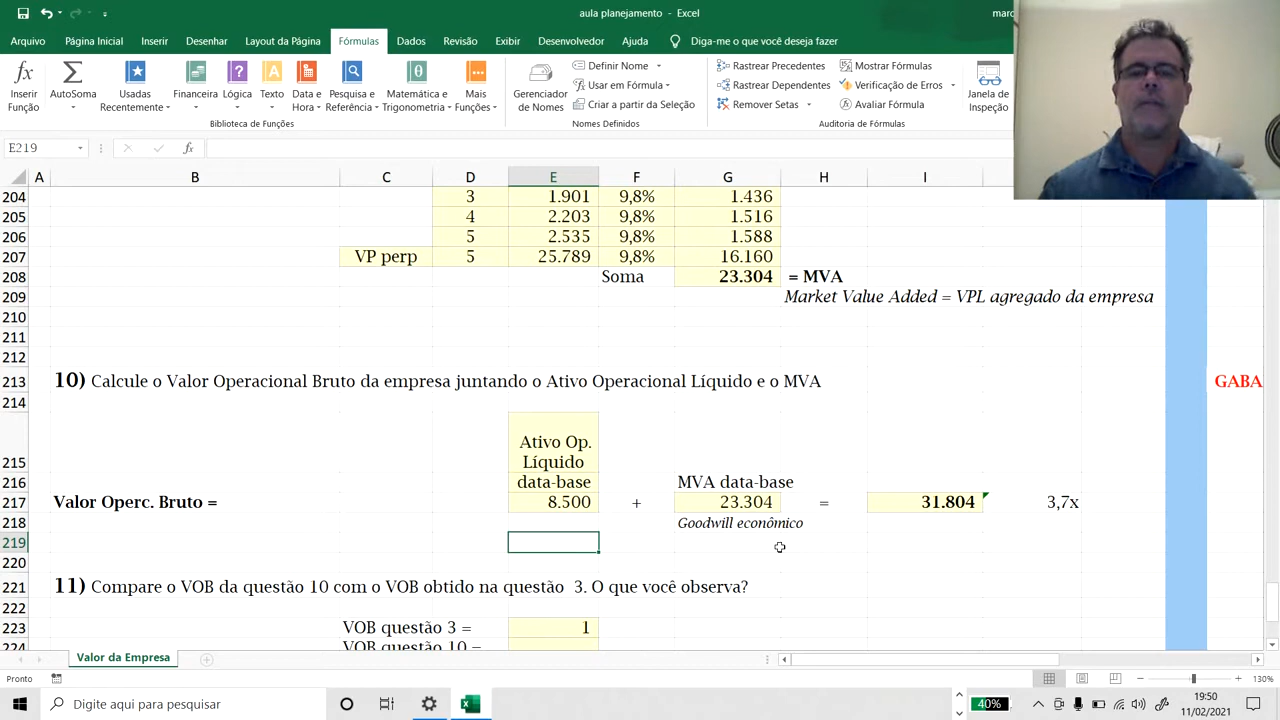 aula planejamento - Excel
marc
Arquivo Página Inicial Inserir Desenhar Layout da Página Fórmulas Dados Revisão Exibir Desenvolvedor Ajuda Diga-me o que você deseja fazer
Inserir Função
AutoSoma
Usadas Recentemente
Financeira
Lógica
Texto
Data e Hora
Pesquisa e Referência
Matemática e Trigonometria
Mais Funções
Biblioteca de Funções
Gerenciador de Nomes
Definir Nome
Usar em Fórmula
Criar a partir da Seleção
Nomes Definidos
Rastrear Precedentes
Rastrear Dependentes
Remover Setas
Mostrar Fórmulas
Verificação de Erros
Avaliar Fórmula
Auditoria de Fórmulas
Janela de Inspeção
E219 fx
A B C D E F G H I
204 3 1.901 9,8% 1.436
205 4 2.203 9,8% 1.516
206 5 2.535 9,8% 1.588
207 VP perp 5 25.789 9,8% 16.160
208 Soma 23.304 = MVA
209 Market Value Added = VPL agregado da empresa
210
211
212
213 10) Calcule o Valor Operacional Bruto da empresa juntando o Ativo Operacional Líquido e o MVA GABA
214
Ativo Op.
215 Líquido
216 data-base MVA data-base
217 Valor Operc. Bruto = 8.500 + 23.304 = 31.804 3,7x
218 Goodwill econômico
219
220
221 11) Compare o VOB da questão 10 com o VOB obtido na questão 3. O que você observa?
222
223 VOB questão 3 = 1
224 VOB questão 10 =
Valor da Empresa
Pronto 130%
Digite aqui para pesquisar
40%
19:50
11/02/2021